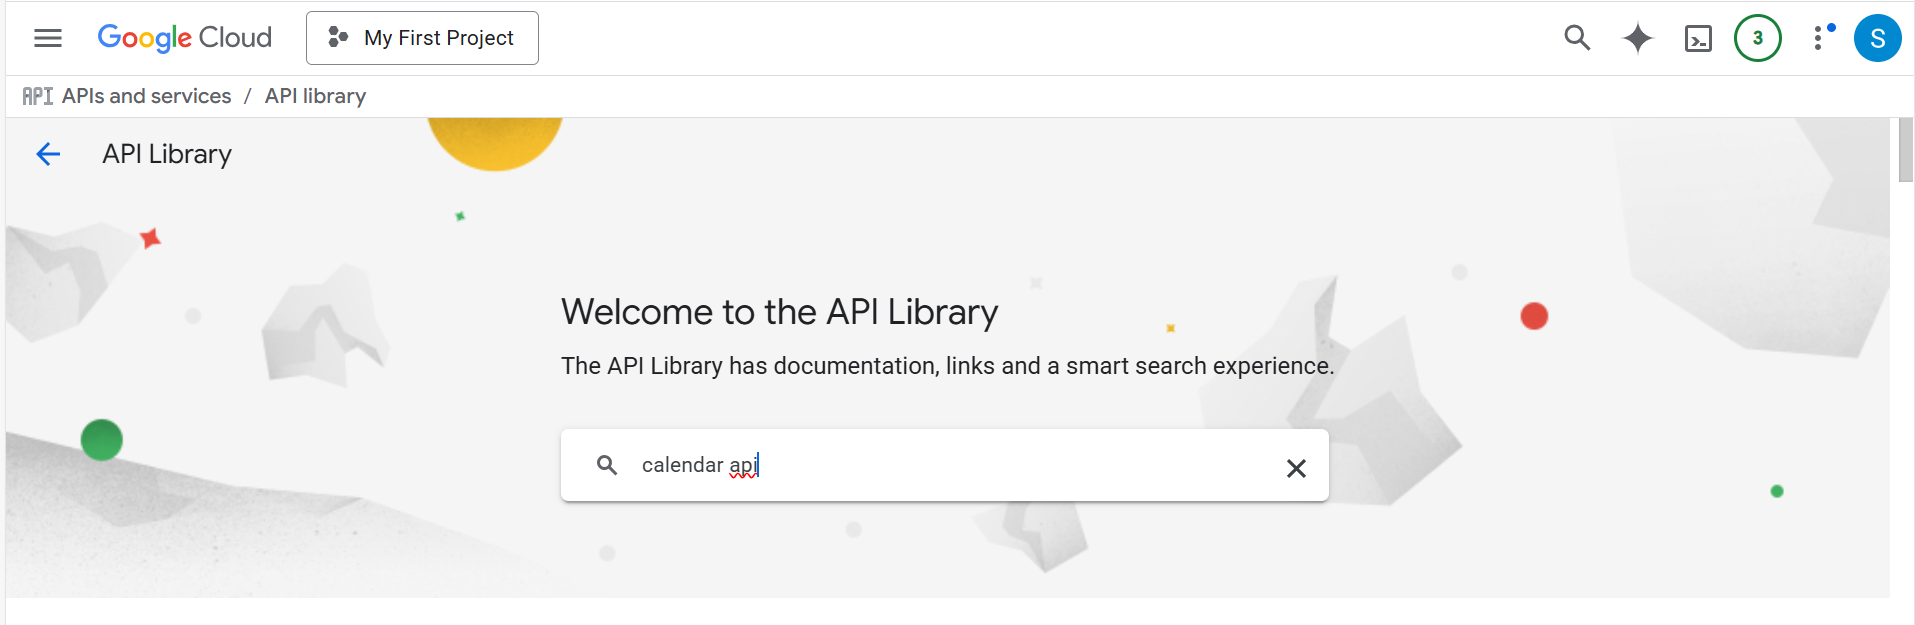 Google Cloud
My First Project
3
S
API APIs and services / API library
API Library
Welcome to the API Library
The API Library has documentation, links and a smart search experience.
calendar api